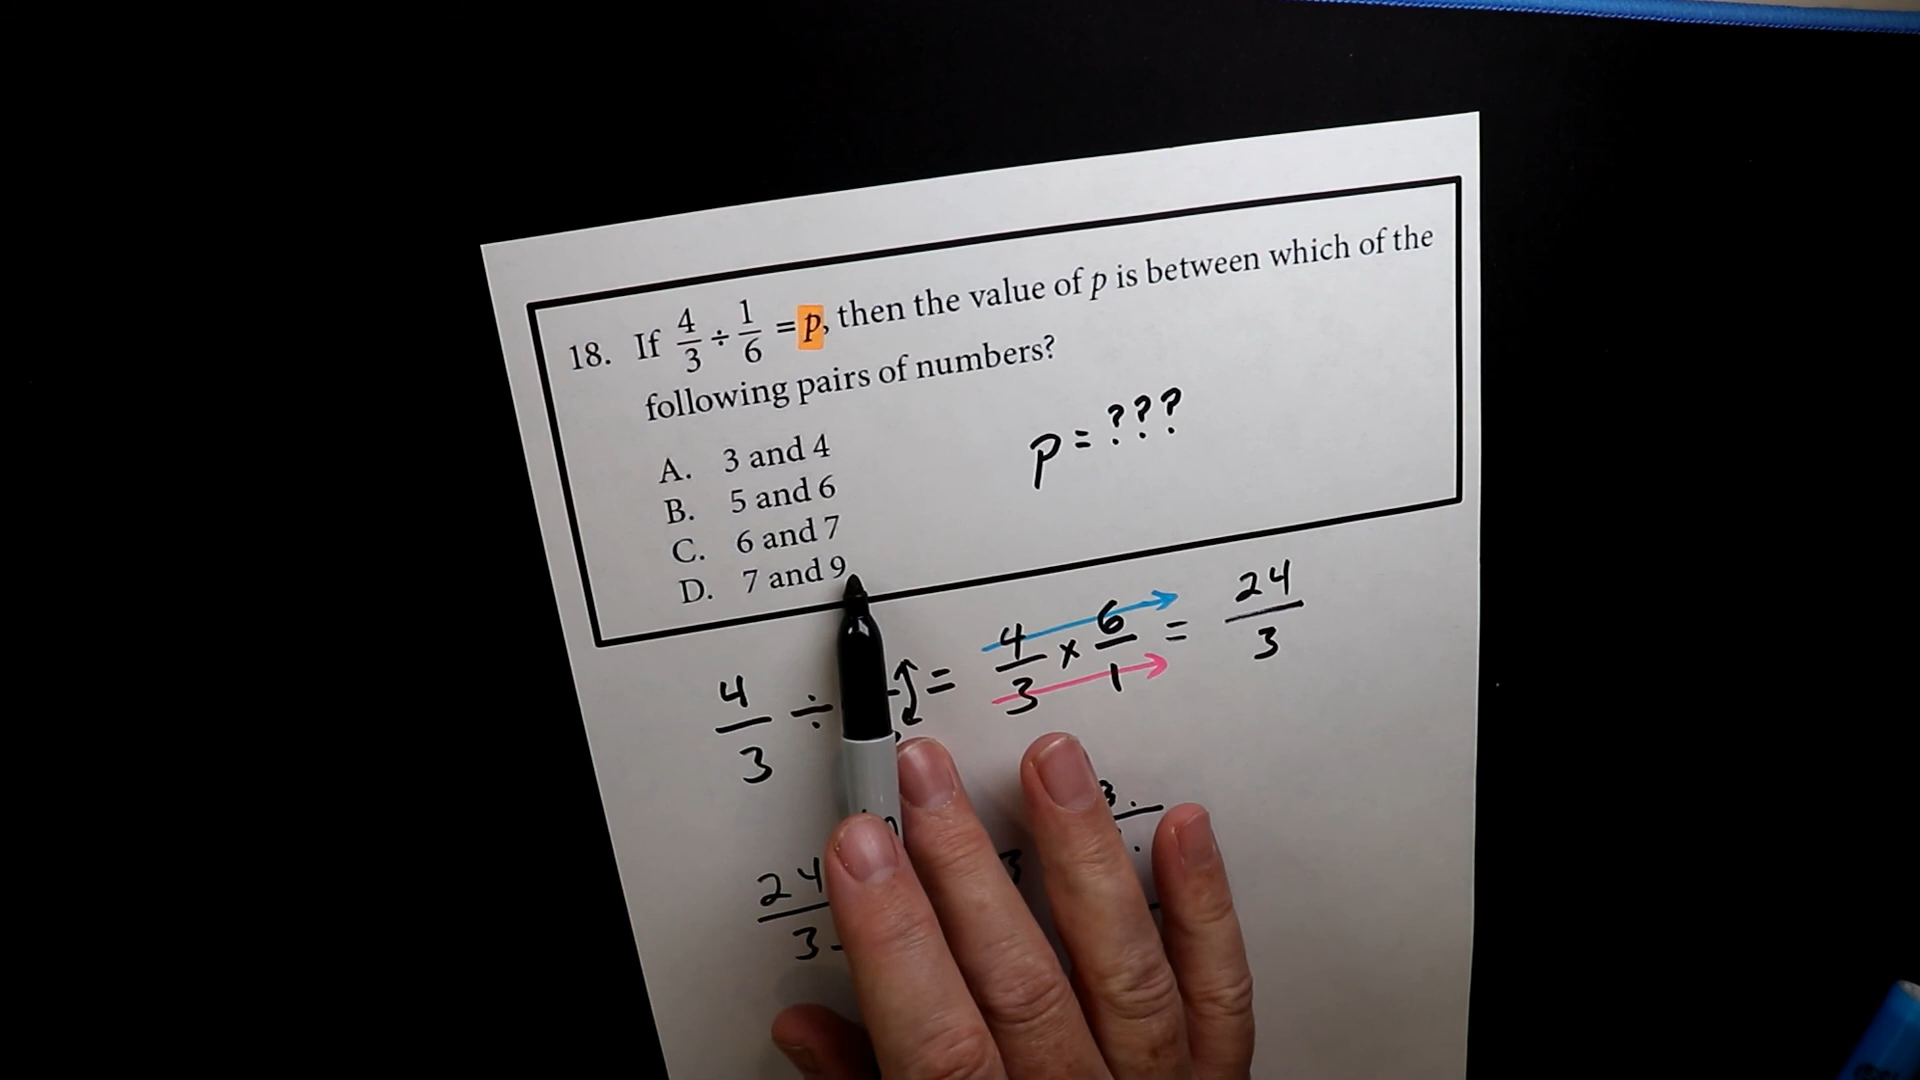 18. If 4/3 ÷ 1/6 = p, then the value of p is between which of the
following pairs of numbers?
A. 3 and 4
B. 5 and 6
C. 6 and 7
D. 7 and 9
p = ???
4/3 ÷ = 4/3 × 6/1 = 24/3
24/3